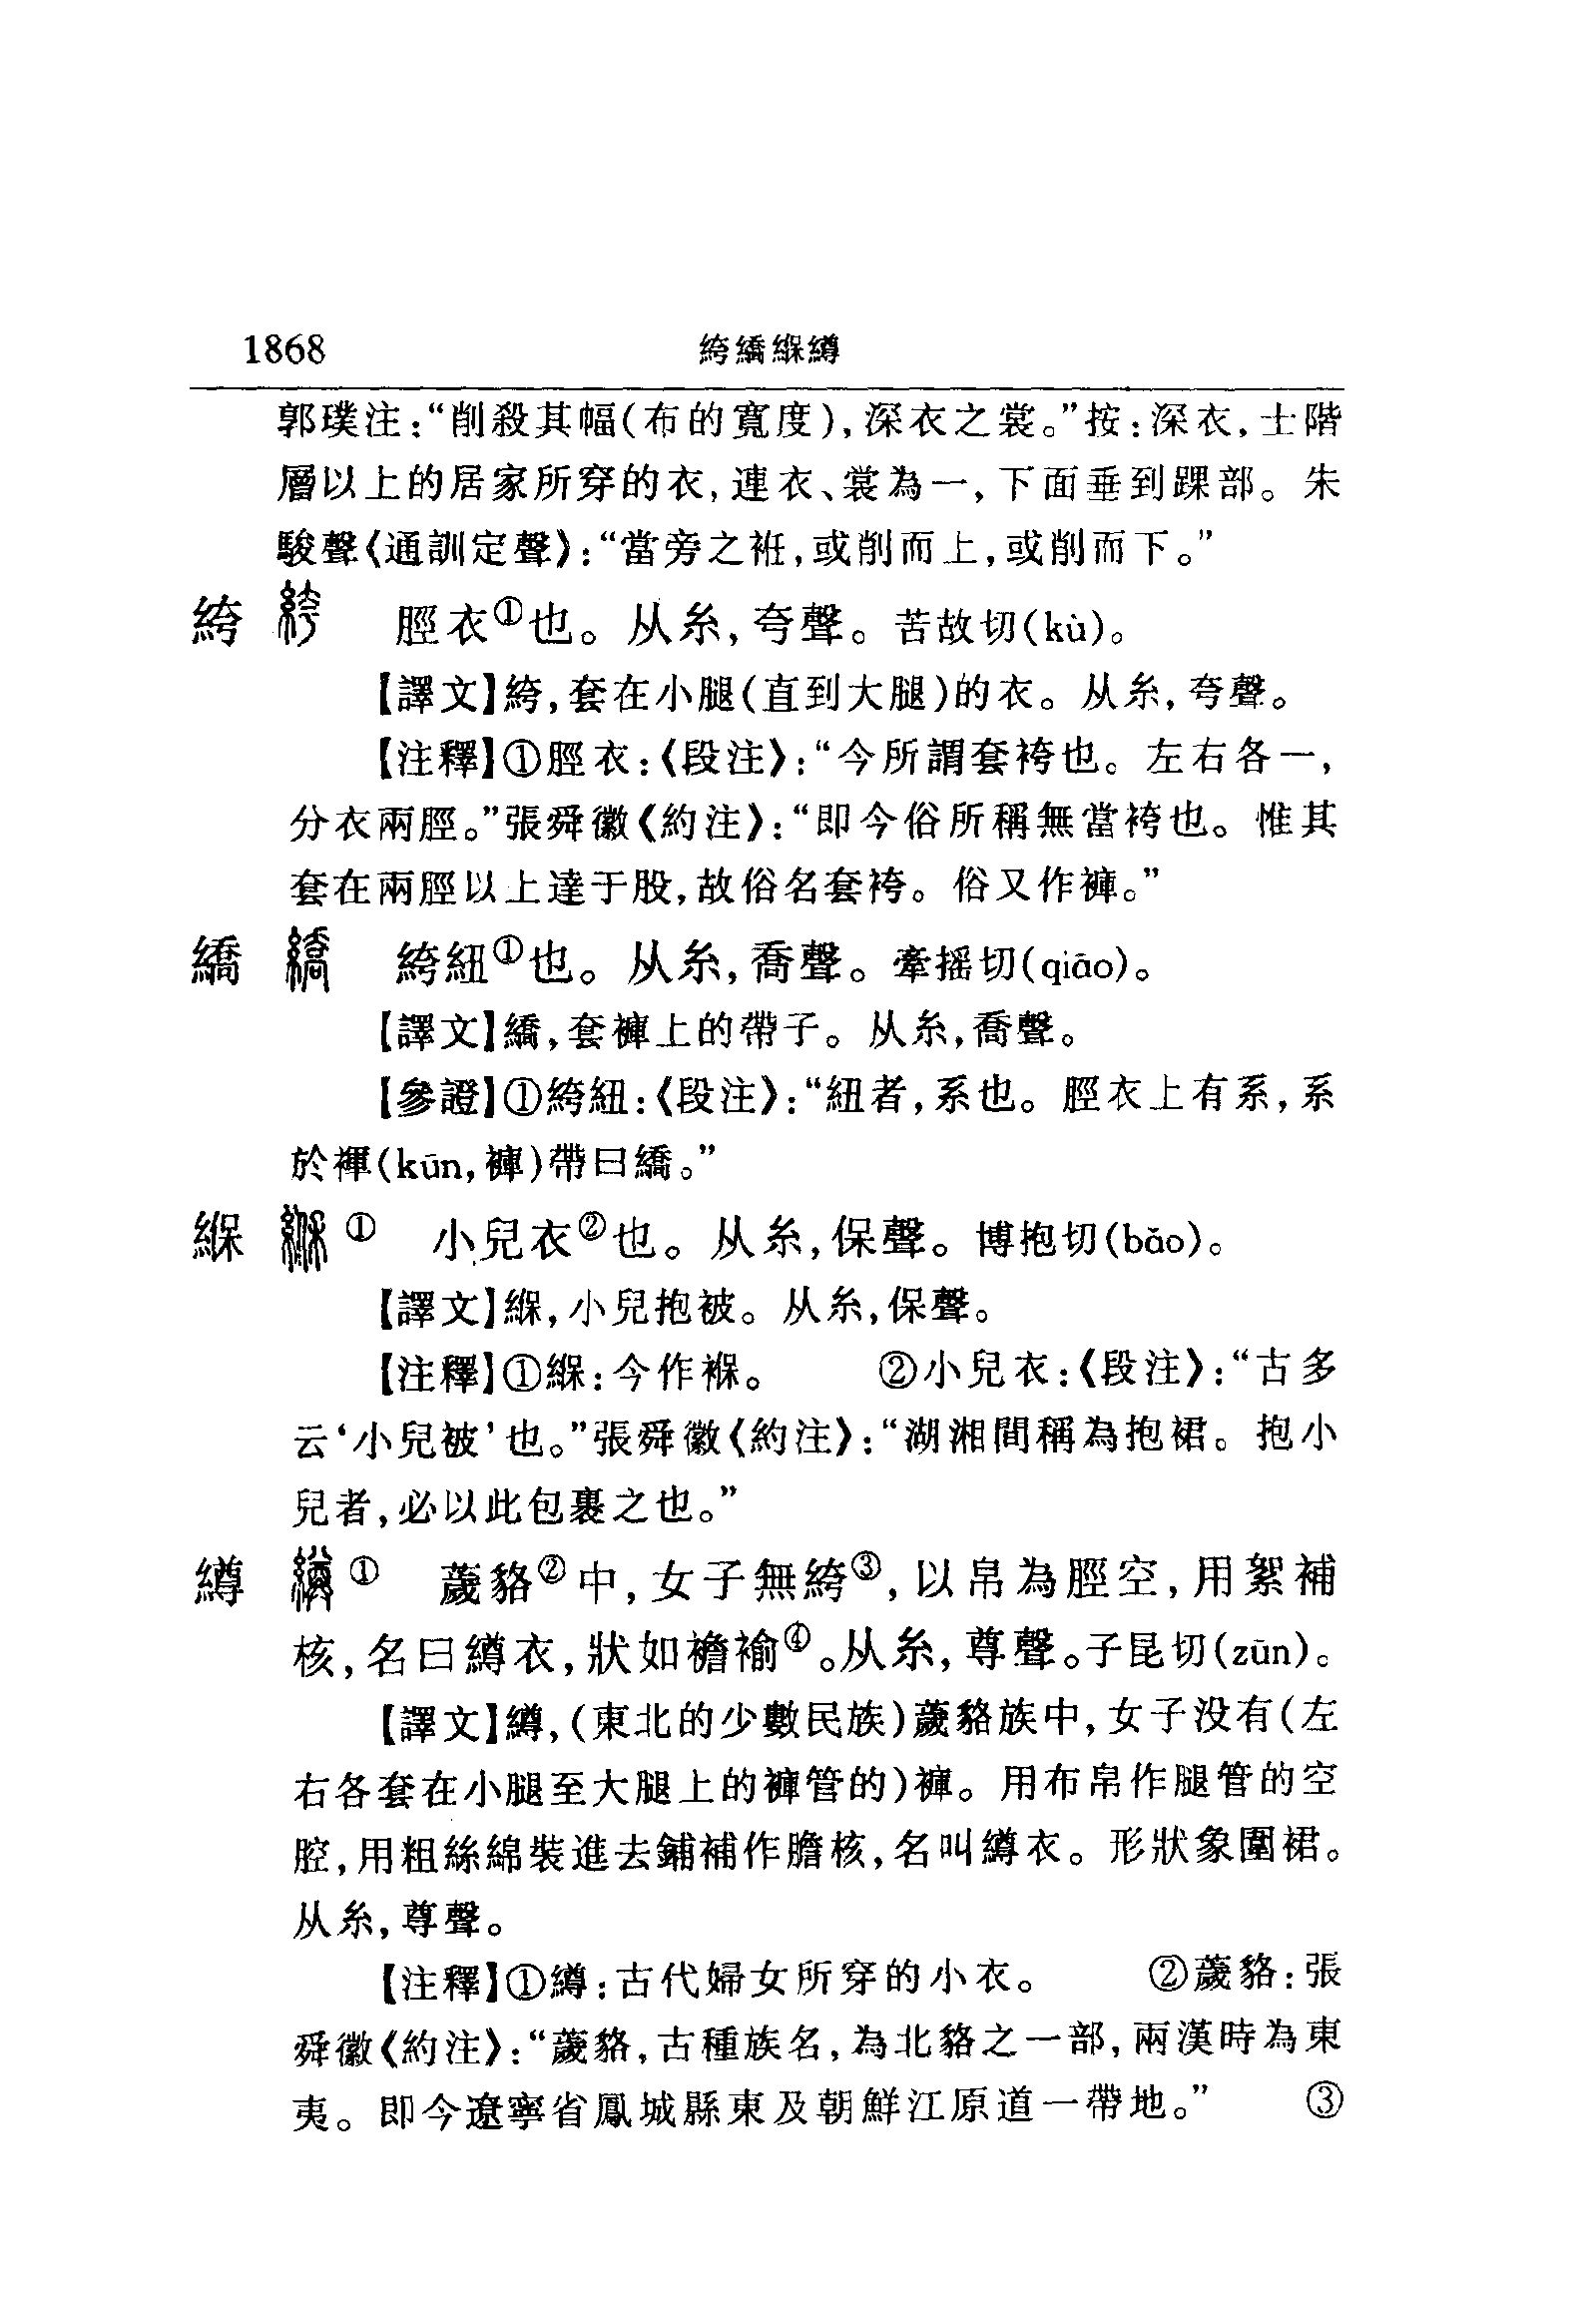 1868 絝繑緥繜
郭璞注:“削殺其幅(布的寬度),深衣之裳。”按:深衣,士階
層以上的居家所穿的衣,連衣、裳為一,下面垂到踝部。朱
駿聲《通訓定聲》:“當旁之衽,或削而上,或削而下。”
絝 絝 脛衣①也。从糸,夸聲。苦故切(kù)。
【譯文】絝,套在小腿(直到大腿)的衣。从糸,夸聲。
【注釋】①脛衣:《段注》:“今所謂套袴也。左右各一,
分衣兩脛。”張舜徽《約注》:“即今俗所稱無當袴也。惟其
套在兩脛以上達于股,故俗名套袴。俗又作褲。”
繑 繑 絝紐①也。从糸,喬聲。牽摇切(qiāo)。
【譯文】繑,套褲上的帶子。从糸,喬聲。
【參證】①絝紐:《段注》:“紐者,系也。脛衣上有系,系
於褌(kūn,褲)帶曰繑。”
緥 緥① 小兒衣②也。从糸,保聲。博抱切(bǎo)。
【譯文】緥,小兒抱被。从糸,保聲。
【注釋】①緥:今作褓。 ②小兒衣:《段注》:“古多
云‘小兒被’也。”張舜徽《約注》:“湖湘間稱為抱裙。抱小
兒者,必以此包裹之也。”
繜 繜① 薉貉②中,女子無絝③,以帛為脛空,用絮補
核,名曰繜衣,狀如襜褕④。从糸,尊聲。子昆切(zūn)。
【譯文】繜,(東北的少數民族)薉貉族中,女子没有(左
右各套在小腿至大腿上的褲管的)褲。用布帛作腿管的空
腔,用粗絲綿裝進去鋪補作膽核,名叫繜衣。形狀象圍裙。
从糸,尊聲。
【注釋】①繜:古代婦女所穿的小衣。 ②薉貉:張
舜徽《約注》:“薉貉,古種族名,為北貉之一部,兩漢時為東
夷。即今遼寧省鳳城縣東及朝鮮江原道一帶地。” ③